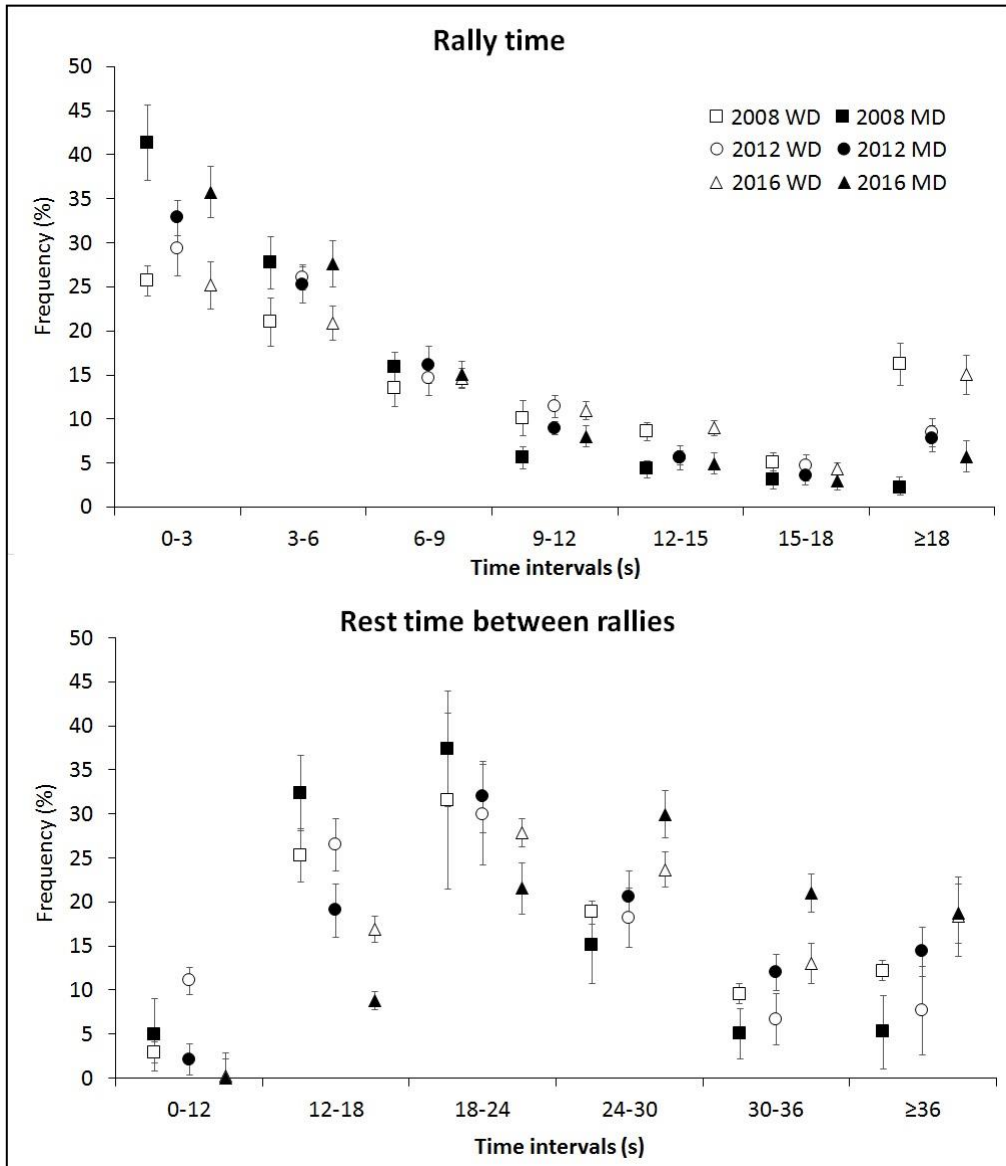 Rally time
50
45
40
35
30
25
20
15
10
5
0
Frequency (%)
2008 WD 2008 MD
2012 WD 2012 MD
2016 WD 2016 MD
0-3 3-6 6-9 9-12 12-15 15-18 ≥18
Time intervals (s)
Rest time between rallies
50
45
40
35
30
25
20
15
10
5
0
Frequency (%)
0-12 12-18 18-24 24-30 30-36 ≥36
Time intervals (s)